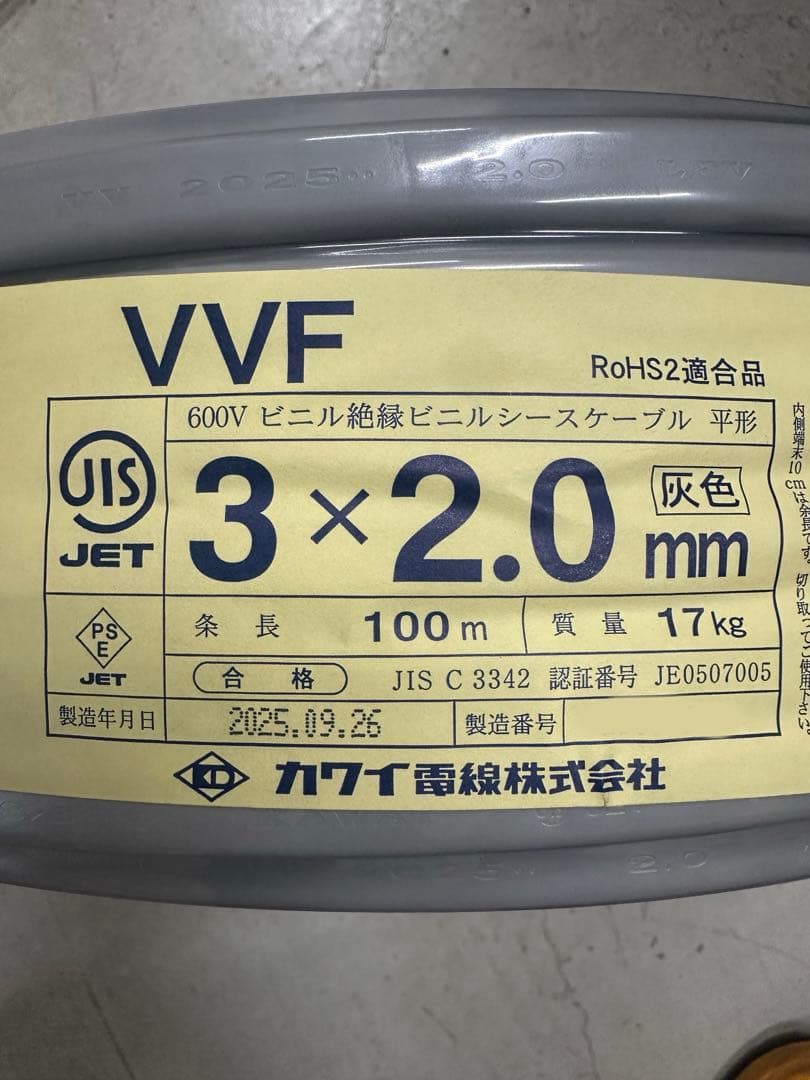 VV 2025 2.0 LFV
VVF
RoHS2適合品
600V ビニル絶縁ビニルシースケーブル 平形
JIS
JET
3×2.0mm
灰色
PS
E
JET
条長 100m
質量 17kg
合格
JIS C 3342 認証番号 JE0507005
製造年月日
2025.09.26
製造番号
KD カワイ電線株式会社
内側端末10cmは余長です。切り取ってご使用下さい。
2.0